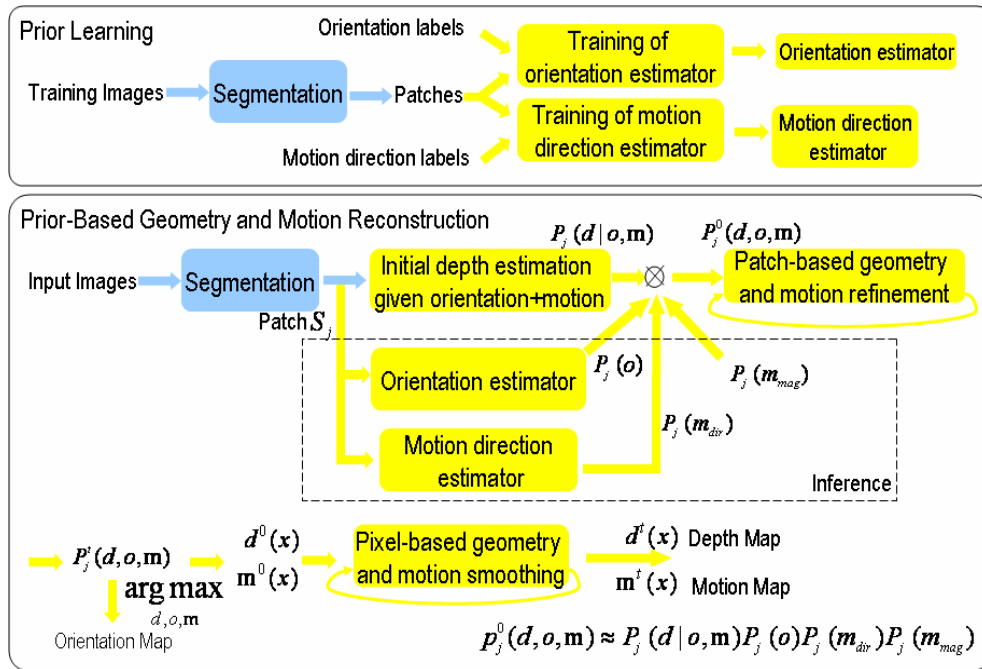 Prior Learning
Orientation labels
Training of
orientation estimator
Orientation estimator
Training Images
Segmentation
Patches
Training of motion
direction estimator
Motion direction
estimator
Motion direction labels
Prior-Based Geometry and Motion Reconstruction
P_j(d|o,m)
P_j^0(d,o,m)
Input Images
Segmentation
Initial depth estimation
given orientation+motion
⊗
Patch-based geometry
and motion refinement
Patch S_j
Orientation estimator
P_j(o)
P_j(m_mag)
P_j(m_dir)
Motion direction
estimator
Inference
P_j^t(d,o,m)
arg max
d,o,m
Orientation Map
d^0(x)
m^0(x)
Pixel-based geometry
and motion smoothing
d^t(x) Depth Map
m^t(x) Motion Map
p_j^0(d,o,m) ≈ P_j(d|o,m)P_j(o)P_j(m_dir)P_j(m_mag)